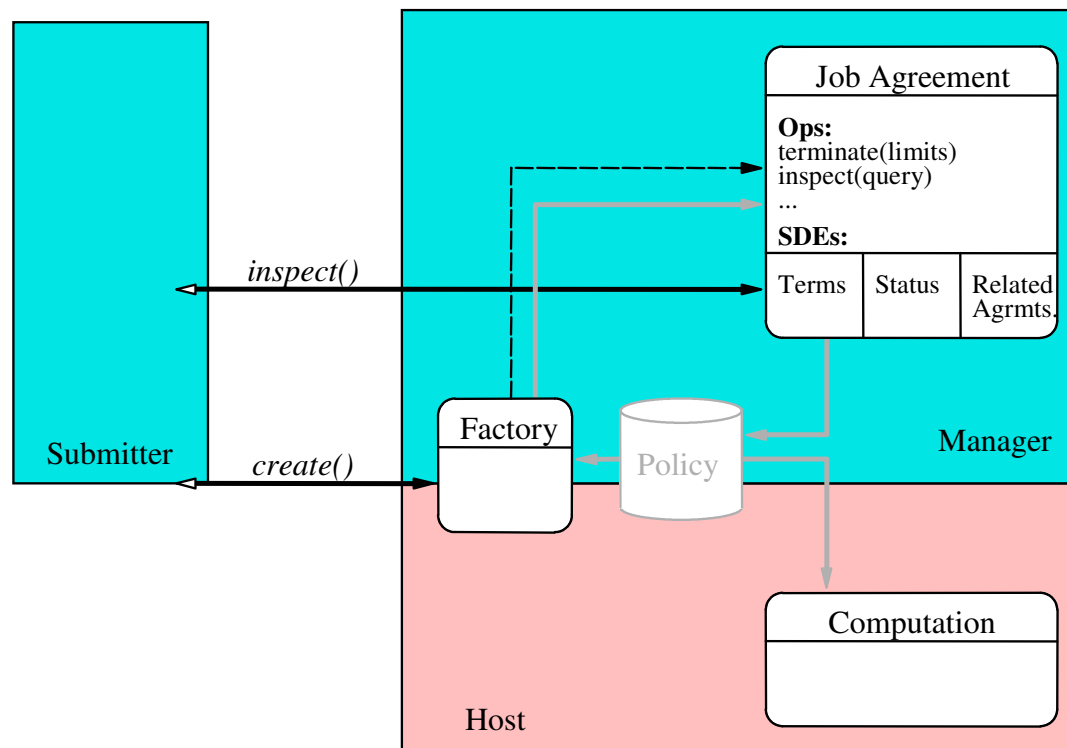 Job Agreement
Ops:
terminate(limits)
inspect(query)
...
SDEs:
inspect()
Terms
Status
Related
Agrmts.
Factory
Submitter
create()
Policy
Manager
Computation
Host